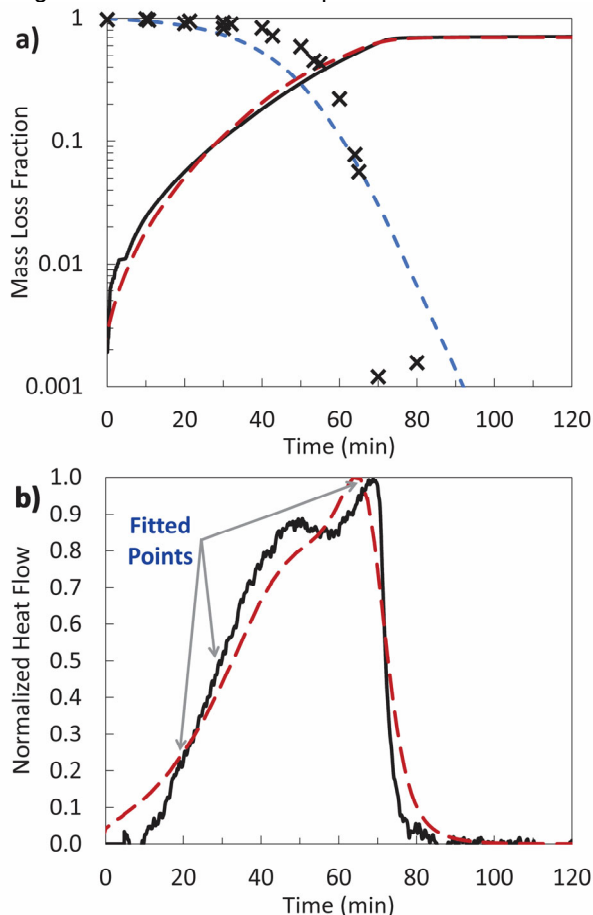 a)
Mass Loss Fraction
1
0.1
0.01
0.001
0 20 40 60 80 100 120
Time (min)
b)
Fitted
Points
Normalized Heat Flow
1.0
0.9
0.8
0.7
0.6
0.5
0.4
0.3
0.2
0.1
0.0
0 20 40 60 80 100 120
Time (min)